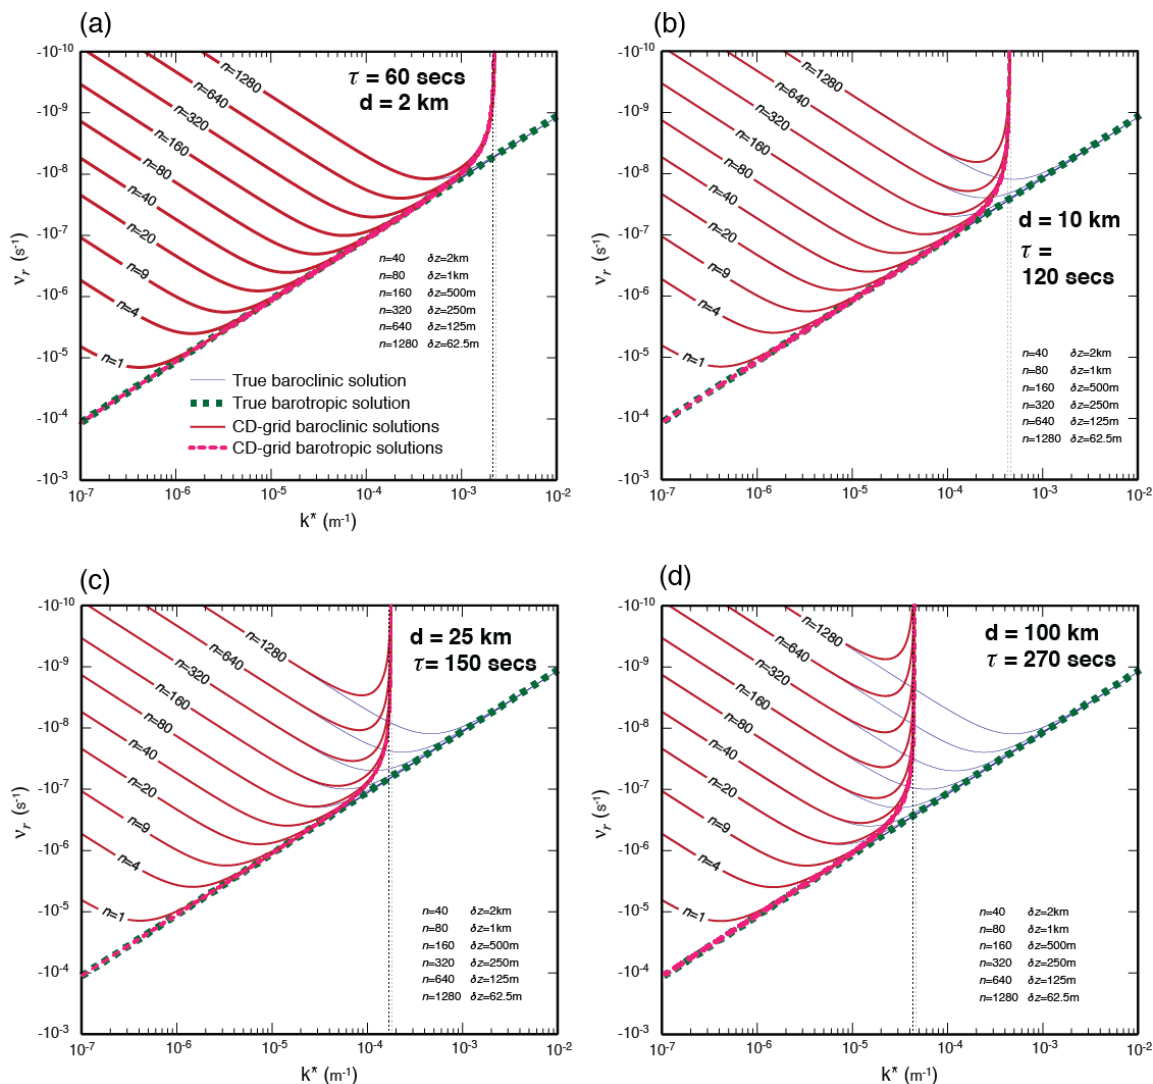 (a)
-10⁻¹⁰
-10⁻⁹
-10⁻⁸
-10⁻⁷
-10⁻⁶
-10⁻⁵
-10⁻⁴
-10⁻³
νr (s⁻¹)
n=1280
n=640
n=320
n=160
n=80
n=40
n=20
n=9
n=4
n=1
τ = 60 secs
d = 2 km
n=40 δz=2km
n=80 δz=1km
n=160 δz=500m
n=320 δz=250m
n=640 δz=125m
n=1280 δz=62.5m
True baroclinic solution
True barotropic solution
CD-grid baroclinic solutions
CD-grid barotropic solutions
10⁻⁷ 10⁻⁶ 10⁻⁵ 10⁻⁴ 10⁻³ 10⁻²
k* (m⁻¹)
(b)
-10⁻¹⁰
-10⁻⁹
-10⁻⁸
-10⁻⁷
-10⁻⁶
-10⁻⁵
-10⁻⁴
-10⁻³
νr (s⁻¹)
n=1280
n=640
n=320
n=160
n=80
n=40
n=20
n=9
n=4
n=1
d = 10 km
τ =
120 secs
n=40 δz=2km
n=80 δz=1km
n=160 δz=500m
n=320 δz=250m
n=640 δz=125m
n=1280 δz=62.5m
10⁻⁷ 10⁻⁶ 10⁻⁵ 10⁻⁴ 10⁻³ 10⁻²
k* (m⁻¹)
(c)
-10⁻¹⁰
-10⁻⁹
-10⁻⁸
-10⁻⁷
-10⁻⁶
-10⁻⁵
-10⁻⁴
-10⁻³
νr (s⁻¹)
n=1280
n=640
n=320
n=160
n=80
n=40
n=20
n=9
n=4
n=1
d = 25 km
τ= 150 secs
n=40 δz=2km
n=80 δz=1km
n=160 δz=500m
n=320 δz=250m
n=640 δz=125m
n=1280 δz=62.5m
10⁻⁷ 10⁻⁶ 10⁻⁵ 10⁻⁴ 10⁻³ 10⁻²
k* (m⁻¹)
(d)
-10⁻¹⁰
-10⁻⁹
-10⁻⁸
-10⁻⁷
-10⁻⁶
-10⁻⁵
-10⁻⁴
-10⁻³
νr (s⁻¹)
n=1280
n=640
n=320
n=160
n=80
n=40
n=20
n=9
n=4
n=1
d = 100 km
τ = 270 secs
n=40 δz=2km
n=80 δz=1km
n=160 δz=500m
n=320 δz=250m
n=640 δz=125m
n=1280 δz=62.5m
10⁻⁷ 10⁻⁶ 10⁻⁵ 10⁻⁴ 10⁻³ 10⁻²
k* (m⁻¹)